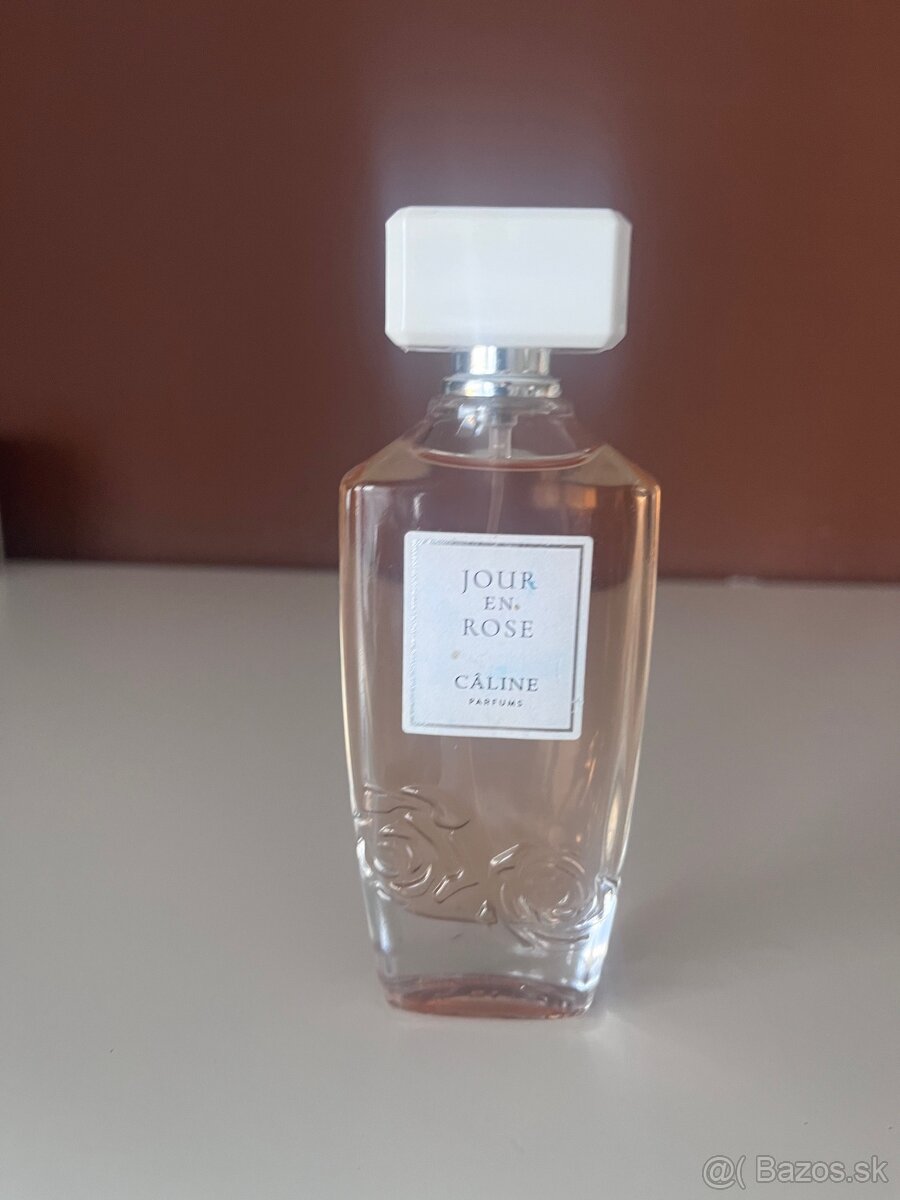 JOUR
EN
ROSE
CÂLINE
PARFUMS
@( Bazos.sk